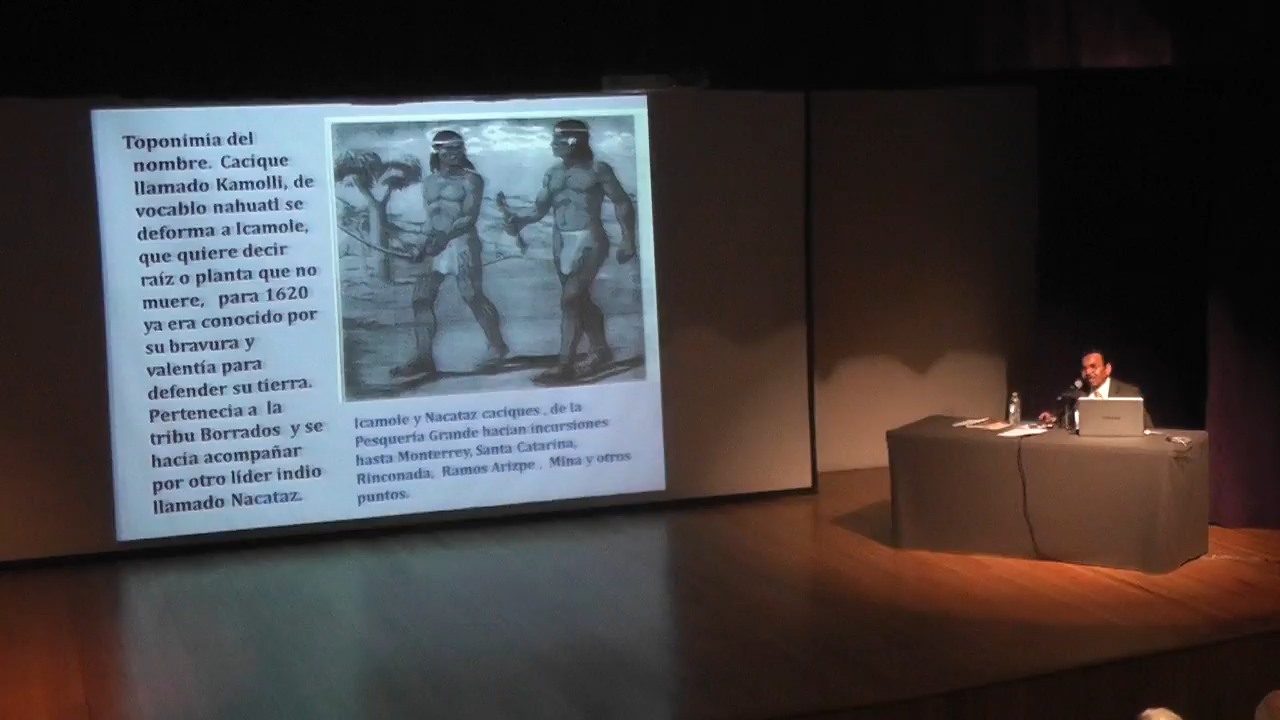 Toponimia del
nombre. Cacique
llamado Kamolli, de
vocablo nahuatl se
deforma a Icamole,
que quiere decir
raíz o planta que no
muere, para 1620
ya era conocido por
su bravura y
valentía para
defender su tierra.
Pertenecia a la
tribu Borrados y se
hacia acompañar
por otro líder indio
llamado Nacataz.
Icamole y Nacataz caciques , de la
Pesquería Grande hacían incursiones
hasta Monterrey, Santa Catarina,
Rinconada, Ramos Arizpe , Mina y otros
puntos.